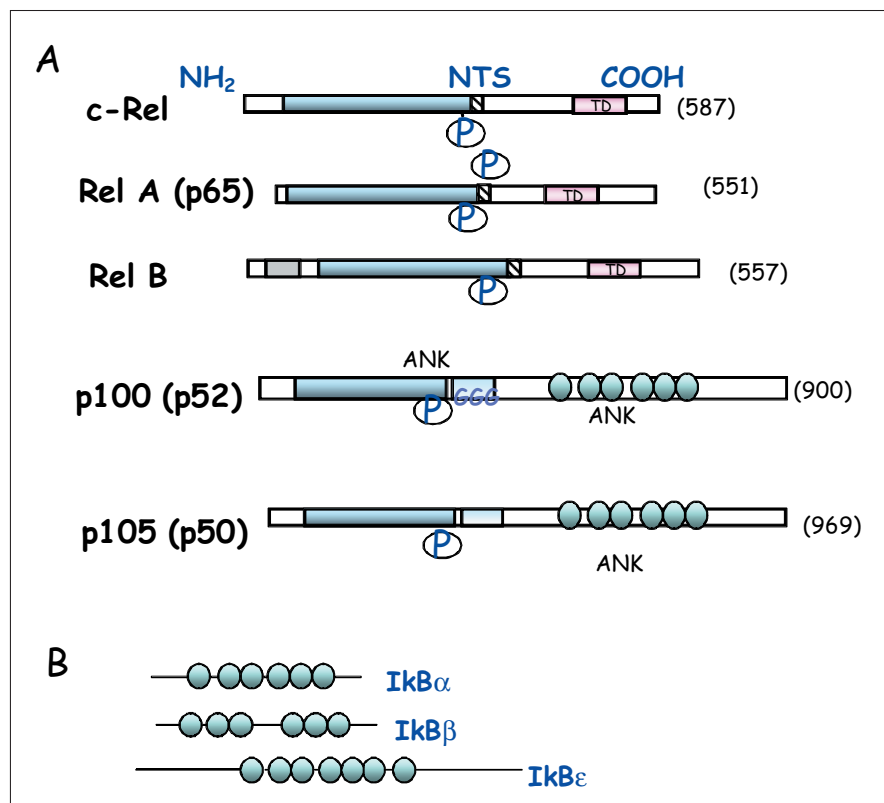 A
NH2 NTS COOH
c-Rel TD (587)
P
P
Rel A (p65) TD (551)
P
Rel B TD (557)
P
ANK
p100 (p52) P GGG (900)
ANK
p105 (p50) (969)
P
ANK
B
IkBα
IkBβ
IkBε